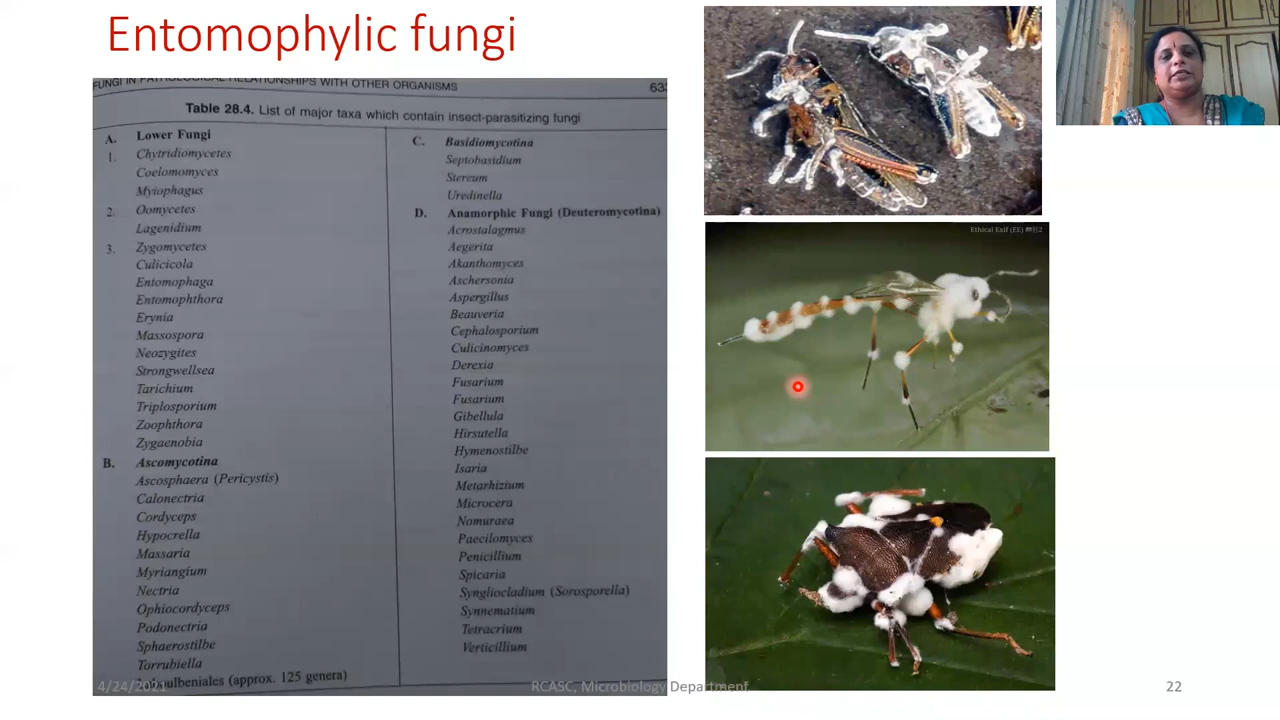 Entomophylic fungi
FUNGI IN PATHOLOGICAL RELATIONSHIPS WITH OTHER ORGANISMS 63
Table 28.4. List of major taxa which contain insect-parasitizing fungi
A. Lower Fungi
1. Chytridiomycetes
Coelomomyces
Myiophagus
2. Oomycetes
Lagenidium
3. Zygomycetes
Culicicola
Entomophaga
Entomophthora
Erynia
Massospora
Neozygites
Strongwellsea
Tarichium
Triplosporium
Zoophthora
Zygaenobia
B. Ascomycotina
Ascosphaera (Pericystis)
Calonectria
Cordyceps
Hypocrella
Massaria
Myriangium
Nectria
Ophiocordyceps
Podonectria
Sphaerostilbe
Torrubiella
(approx. 125 genera)
C. Basidiomycotina
Septobasidium
Stereum
Uredinella
D. Anamorphic Fungi (Deuteromycotina)
Acrostalagmus
Aegerita
Akanthomyces
Aschersonia
Aspergillus
Beauveria
Cephalosporium
Culicinomyces
Derexia
Fusarium
Fusarium
Gibellula
Hirsutella
Hymenostilbe
Isaria
Metarhizium
Microcera
Nomuraea
Paecilomyces
Penicillium
Spicaria
Syngliocladium (Sorosporella)
Synnematium
Tetracrium
Verticillium
Ethical Exif (EE)
4/24/2021
RCASC, Microbiology Department
22